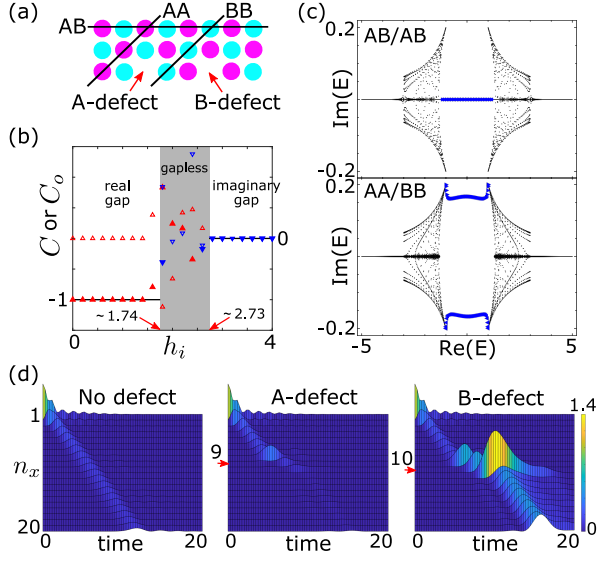 (a)
AB
AA
BB
A-defect
B-defect
(b)
C or C_o
real
gap
gapless
imaginary
gap
0
-1
~1.74
~2.73
0
2
4
h_i
(c)
AB/AB
0.2
Im(E)
0
-0.2
AA/BB
0.2
Im(E)
0
-0.2
-5
Re(E)
5
(d)
No defect
A-defect
B-defect
1
n_x
20
9
10
1.4
0
0
time
20
0
time
20
0
time
20